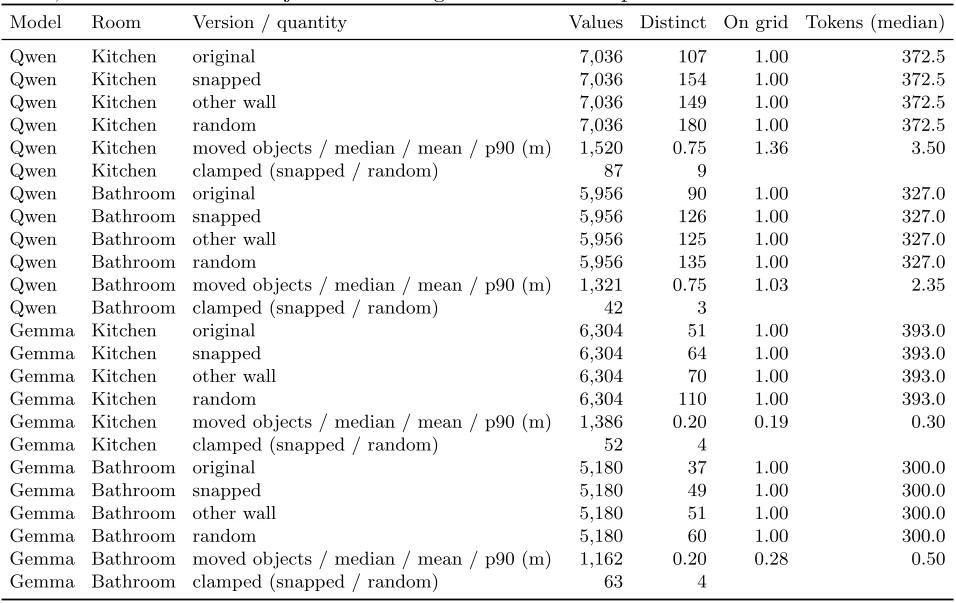 Model Room Version / quantity Values Distinct On grid Tokens (median)
Qwen Kitchen original 7,036 107 1.00 372.5
Qwen Kitchen snapped 7,036 154 1.00 372.5
Qwen Kitchen other wall 7,036 149 1.00 372.5
Qwen Kitchen random 7,036 180 1.00 372.5
Qwen Kitchen moved objects / median / mean / p90 (m) 1,520 0.75 1.36 3.50
Qwen Kitchen clamped (snapped / random) 87 9
Qwen Bathroom original 5,956 90 1.00 327.0
Qwen Bathroom snapped 5,956 126 1.00 327.0
Qwen Bathroom other wall 5,956 125 1.00 327.0
Qwen Bathroom random 5,956 135 1.00 327.0
Qwen Bathroom moved objects / median / mean / p90 (m) 1,321 0.75 1.03 2.35
Qwen Bathroom clamped (snapped / random) 42 3
Gemma Kitchen original 6,304 51 1.00 393.0
Gemma Kitchen snapped 6,304 64 1.00 393.0
Gemma Kitchen other wall 6,304 70 1.00 393.0
Gemma Kitchen random 6,304 110 1.00 393.0
Gemma Kitchen moved objects / median / mean / p90 (m) 1,386 0.20 0.19 0.30
Gemma Kitchen clamped (snapped / random) 52 4
Gemma Bathroom original 5,180 37 1.00 300.0
Gemma Bathroom snapped 5,180 49 1.00 300.0
Gemma Bathroom other wall 5,180 51 1.00 300.0
Gemma Bathroom random 5,180 60 1.00 300.0
Gemma Bathroom moved objects / median / mean / p90 (m) 1,162 0.20 0.28 0.50
Gemma Bathroom clamped (snapped / random) 63 4